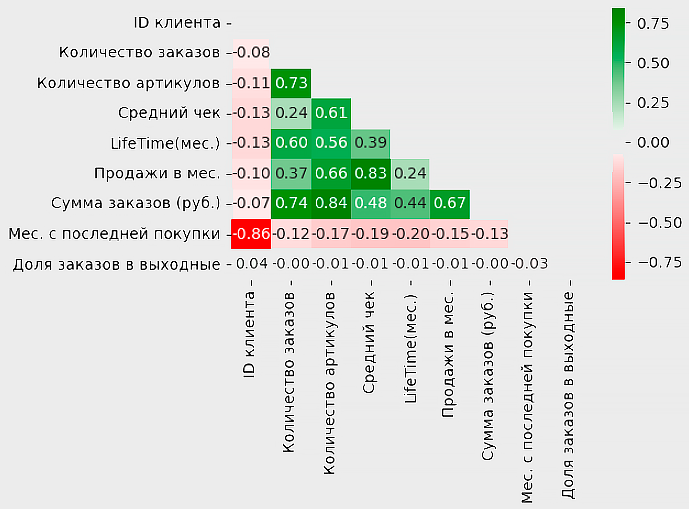 ID клиента
Количество заказов -0.08
Количество артикулов -0.11 0.73
Средний чек -0.13 0.24 0.61
LifeTime(мес.) -0.13 0.60 0.56 0.39
Продажи в мес. -0.10 0.37 0.66 0.83 0.24
Сумма заказов (руб.) -0.07 0.74 0.84 0.48 0.44 0.67
Мес. с последней покупки -0.86 -0.12 -0.17 -0.19 -0.20 -0.15 -0.13
Доля заказов в выходные -0.04 -0.00 -0.01 -0.01 -0.01 -0.01 -0.00 -0.03
ID клиента
Количество заказов
Количество артикулов
Средний чек
LifeTime(мес.)
Продажи в мес.
Сумма заказов (руб.)
Мес. с последней покупки
Доля заказов в выходные
0.75
0.50
0.25
0.00
-0.25
-0.50
-0.75